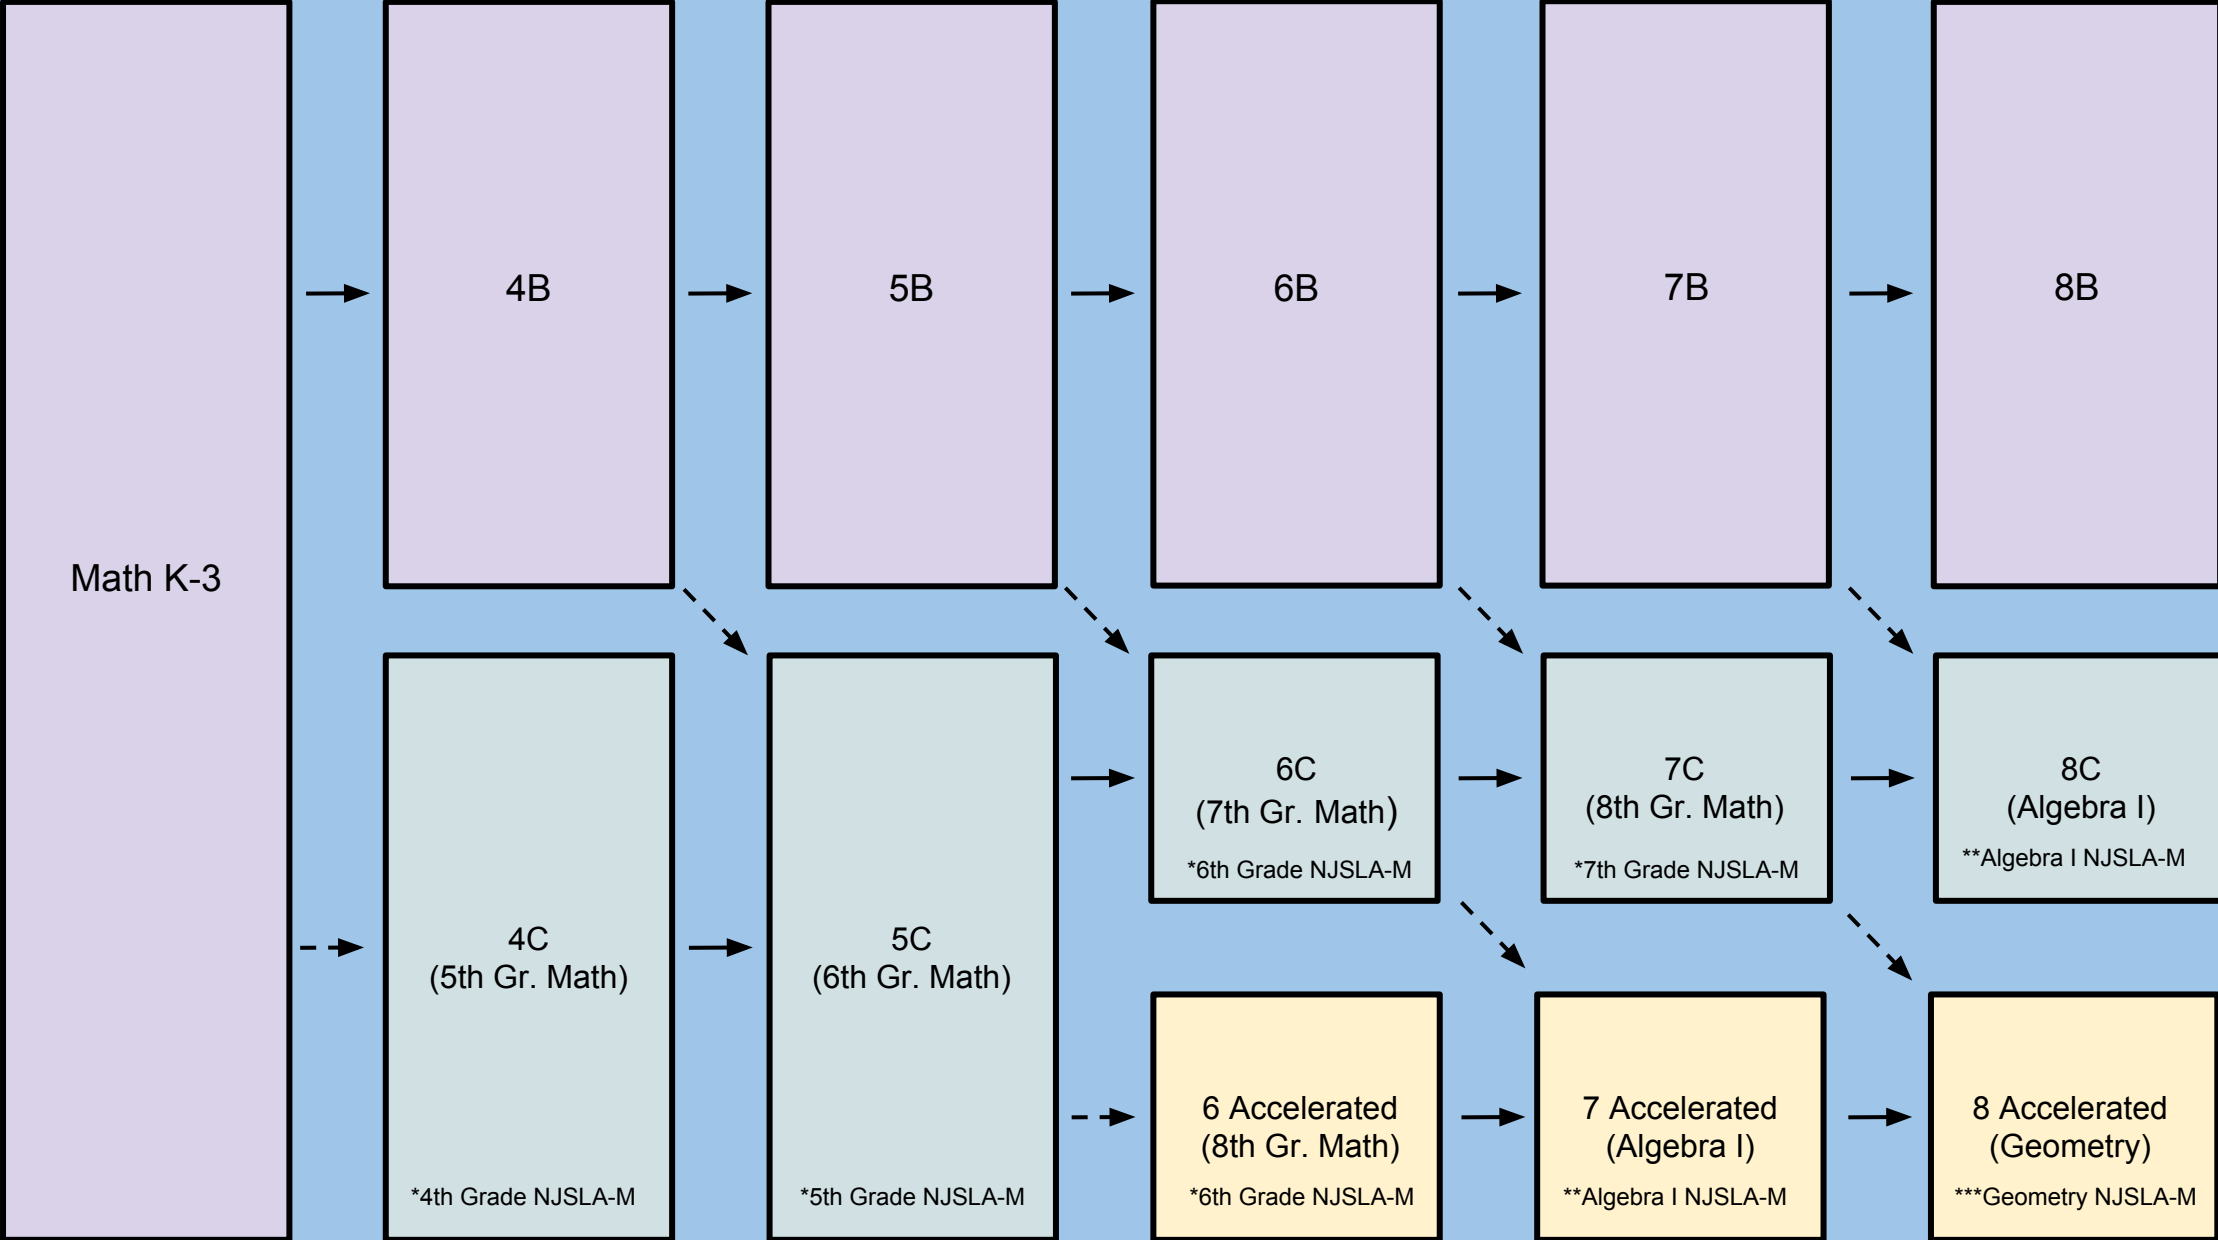 Math K-3
4B
5B
6B
7B
8B
4C
(5th Gr. Math)
*4th Grade NJSLA-M
5C
(6th Gr. Math)
*5th Grade NJSLA-M
6C
(7th Gr. Math)
*6th Grade NJSLA-M
7C
(8th Gr. Math)
*7th Grade NJSLA-M
8C
(Algebra I)
**Algebra I NJSLA-M
6 Accelerated
(8th Gr. Math)
*6th Grade NJSLA-M
7 Accelerated
(Algebra I)
**Algebra I NJSLA-M
8 Accelerated
(Geometry)
***Geometry NJSLA-M